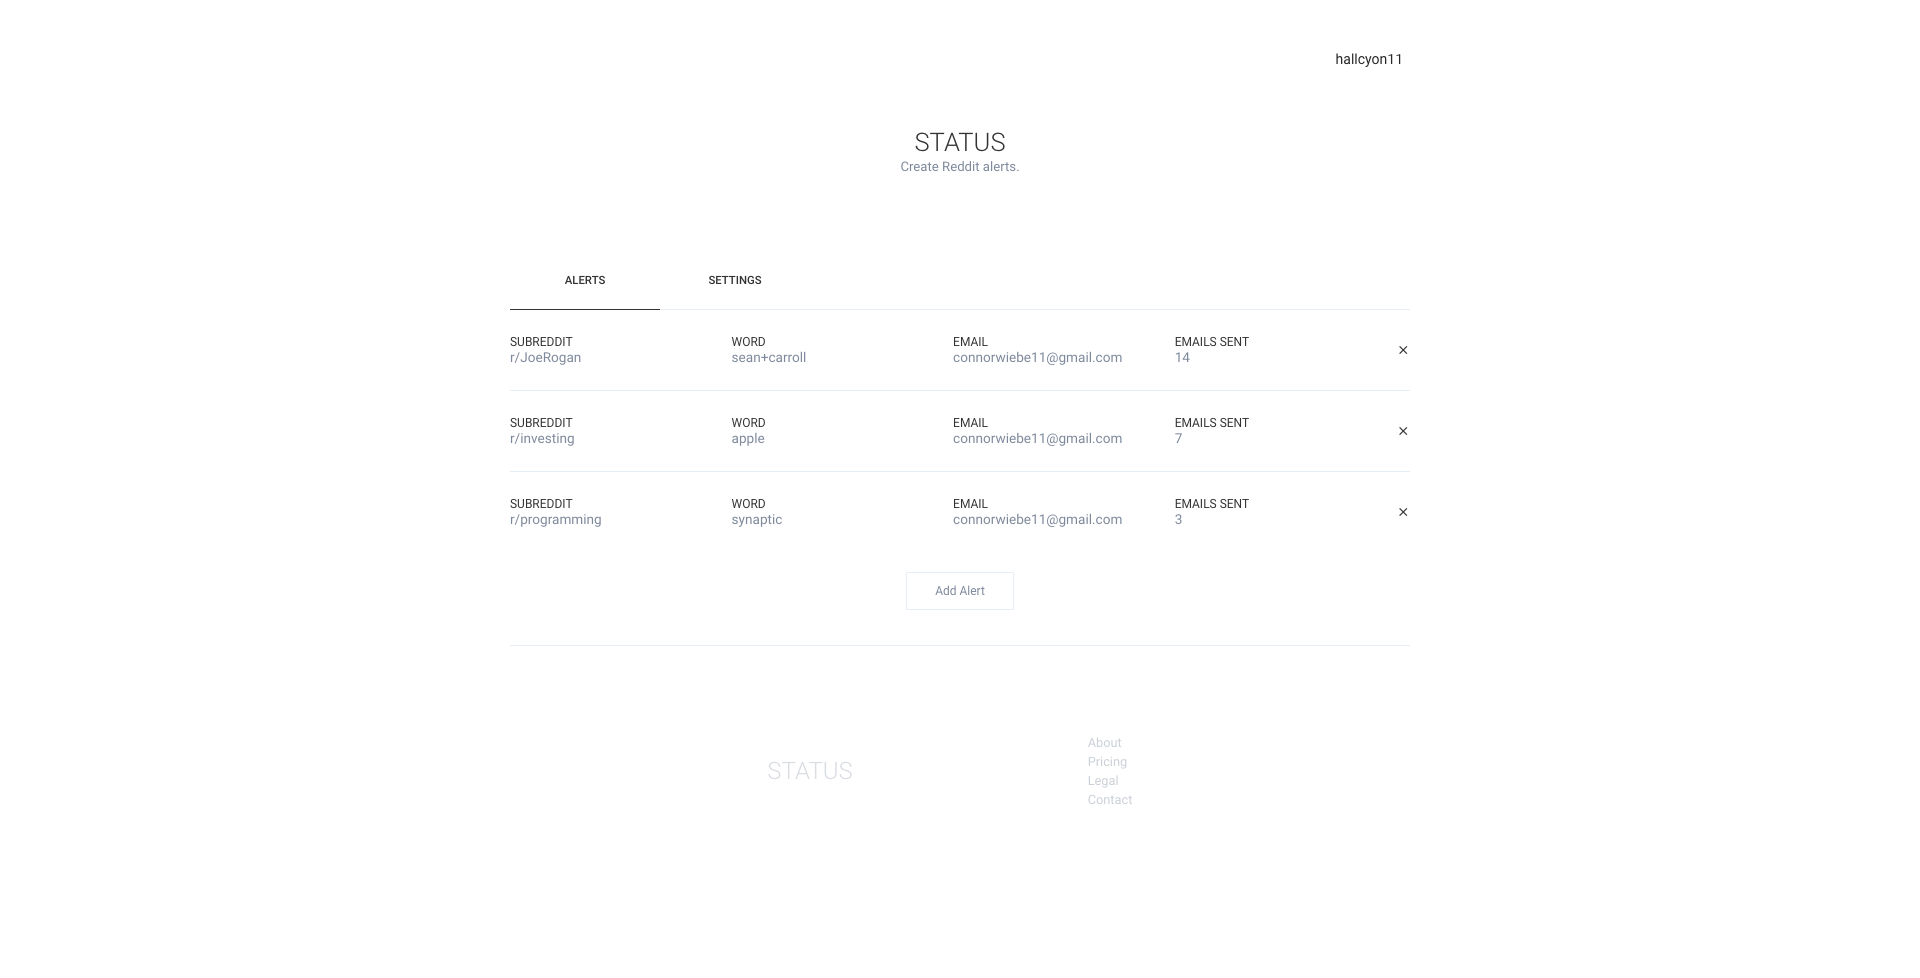 hallcyon11
STATUS
Create Reddit alerts.
ALERTS SETTINGS
SUBREDDIT WORD EMAIL EMAILS SENT
r/JoeRogan sean+carroll connorwiebe11@gmail.com 14 ×
SUBREDDIT WORD EMAIL EMAILS SENT
r/investing apple connorwiebe11@gmail.com 7 ×
SUBREDDIT WORD EMAIL EMAILS SENT
r/programming synaptic connorwiebe11@gmail.com 3 ×
Add Alert
STATUS
About
Pricing
Legal
Contact